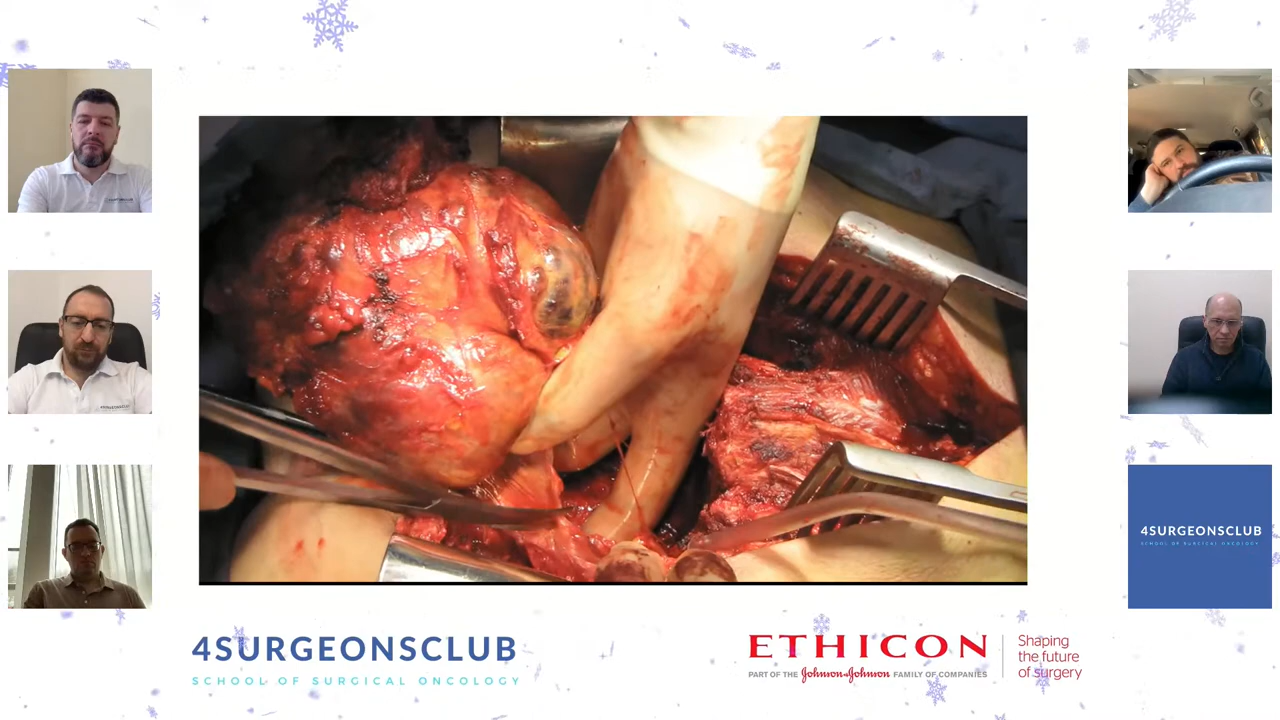 4SURGEONSCLUB
SCHOOL OF SURGICAL ONCOLOGY
4SURGEONSCLUB
SCHOOL OF SURGICAL ONCOLOGY
ETHICON
PART OF THE Johnson & Johnson FAMILY OF COMPANIES
Shaping
the future
of surgery